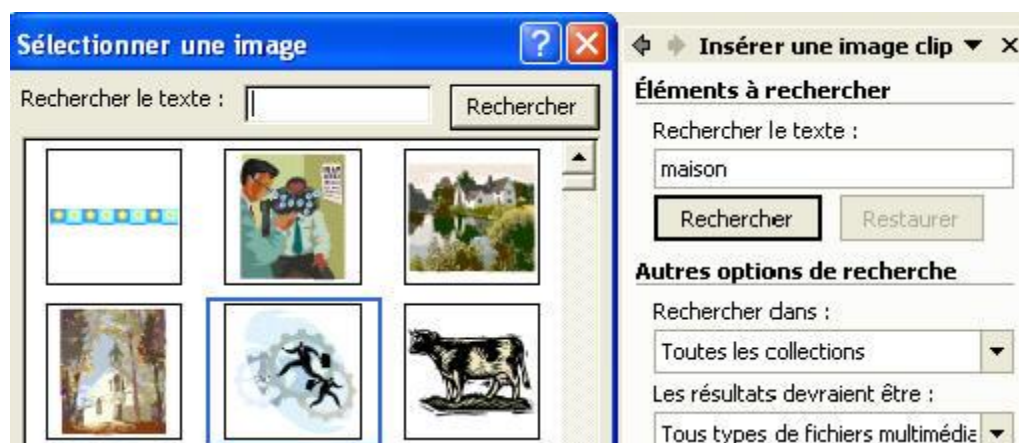 Sélectionner une image
Rechercher le texte :
Rechercher
Insérer une image clip
Éléments à rechercher
Rechercher le texte :
maison
Rechercher
Restaurer
Autres options de recherche
Rechercher dans :
Toutes les collections
Les résultats devraient être :
Tous types de fichiers multimédia